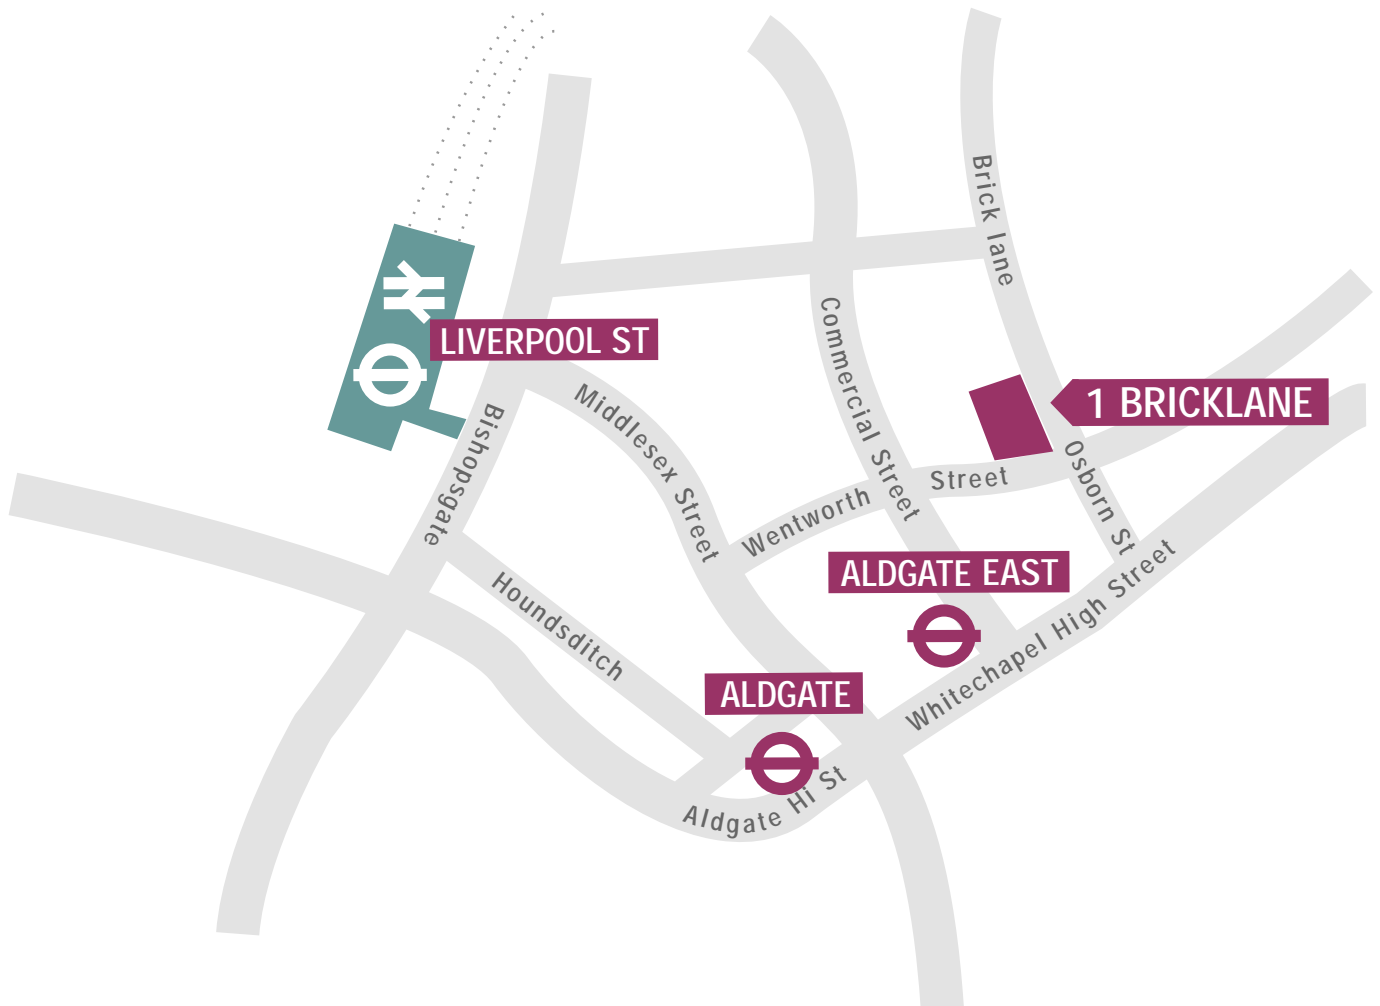 Brick lane
LIVERPOOL ST
Commercial Street
Middlesex Street
1 BRICKLANE
Bishopsgate
Osborn St
Wentworth Street
ALDGATE EAST
Houndsditch
Whitechapel High Street
ALDGATE
Aldgate Hi St